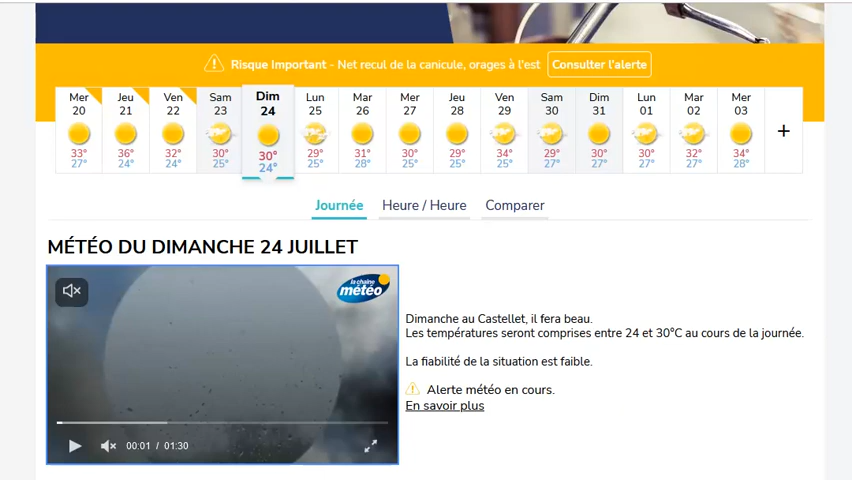 Risque Important - Net recul de la canicule, orages à l'est Consulter l'alerte
Mer Jeu Ven Sam Dim Lun Mar Mer Jeu Ven Sam Dim Lun Mar Mer
20 21 22 23 24 25 26 27 28 29 30 31 01 02 03 +
33° 36° 32° 30° 30° 29° 31° 30° 29° 34° 29° 30° 30° 30° 34°
27° 24° 24° 25° 24° 25° 28° 25° 25° 25° 27° 27° 27° 27° 28°
Journée Heure / Heure Comparer
MÉTÉO DU DIMANCHE 24 JUILLET
la chaîne
météo
Dimanche au Castellet, il fera beau.
Les températures seront comprises entre 24 et 30°C au cours de la journée.
La fiabilité de la situation est faible.
Alerte météo en cours.
En savoir plus
00:01 / 01:30